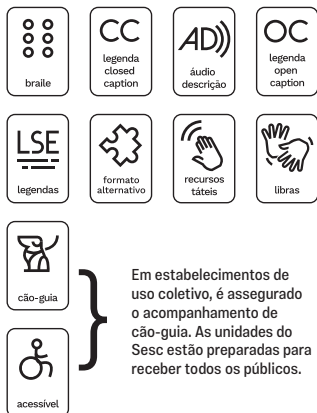 braile
CC
legenda
closed
caption
AD))
áudio
descrição
OC
legenda
open
caption
LSE
legendas
formato
alternativo
recursos
táteis
libras
cão-guia
acessível
Em estabelecimentos de
uso coletivo, é assegurado
o acompanhamento de
cão-guia. As unidades do
Sesc estão preparadas para
receber todos os públicos.